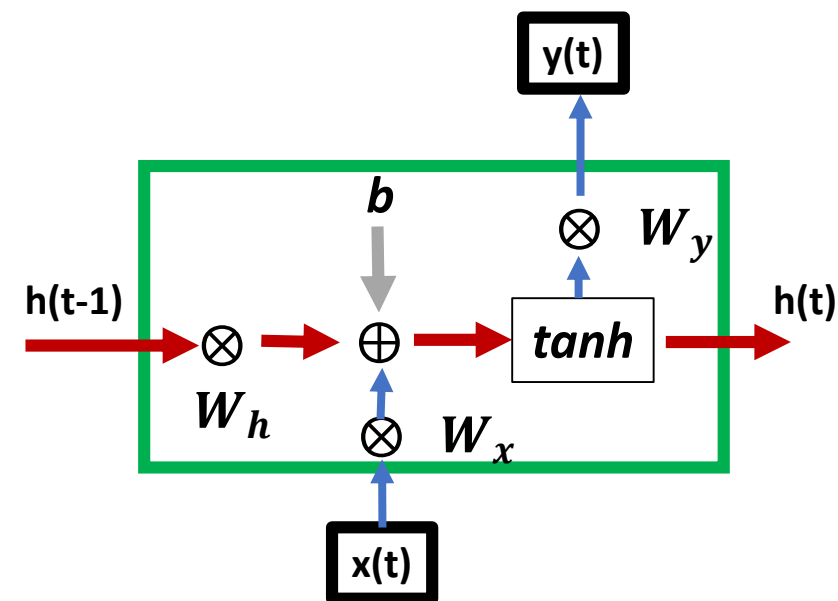 y(t)
b
W_y
h(t-1)
h(t)
tanh
W_h
W_x
x(t)